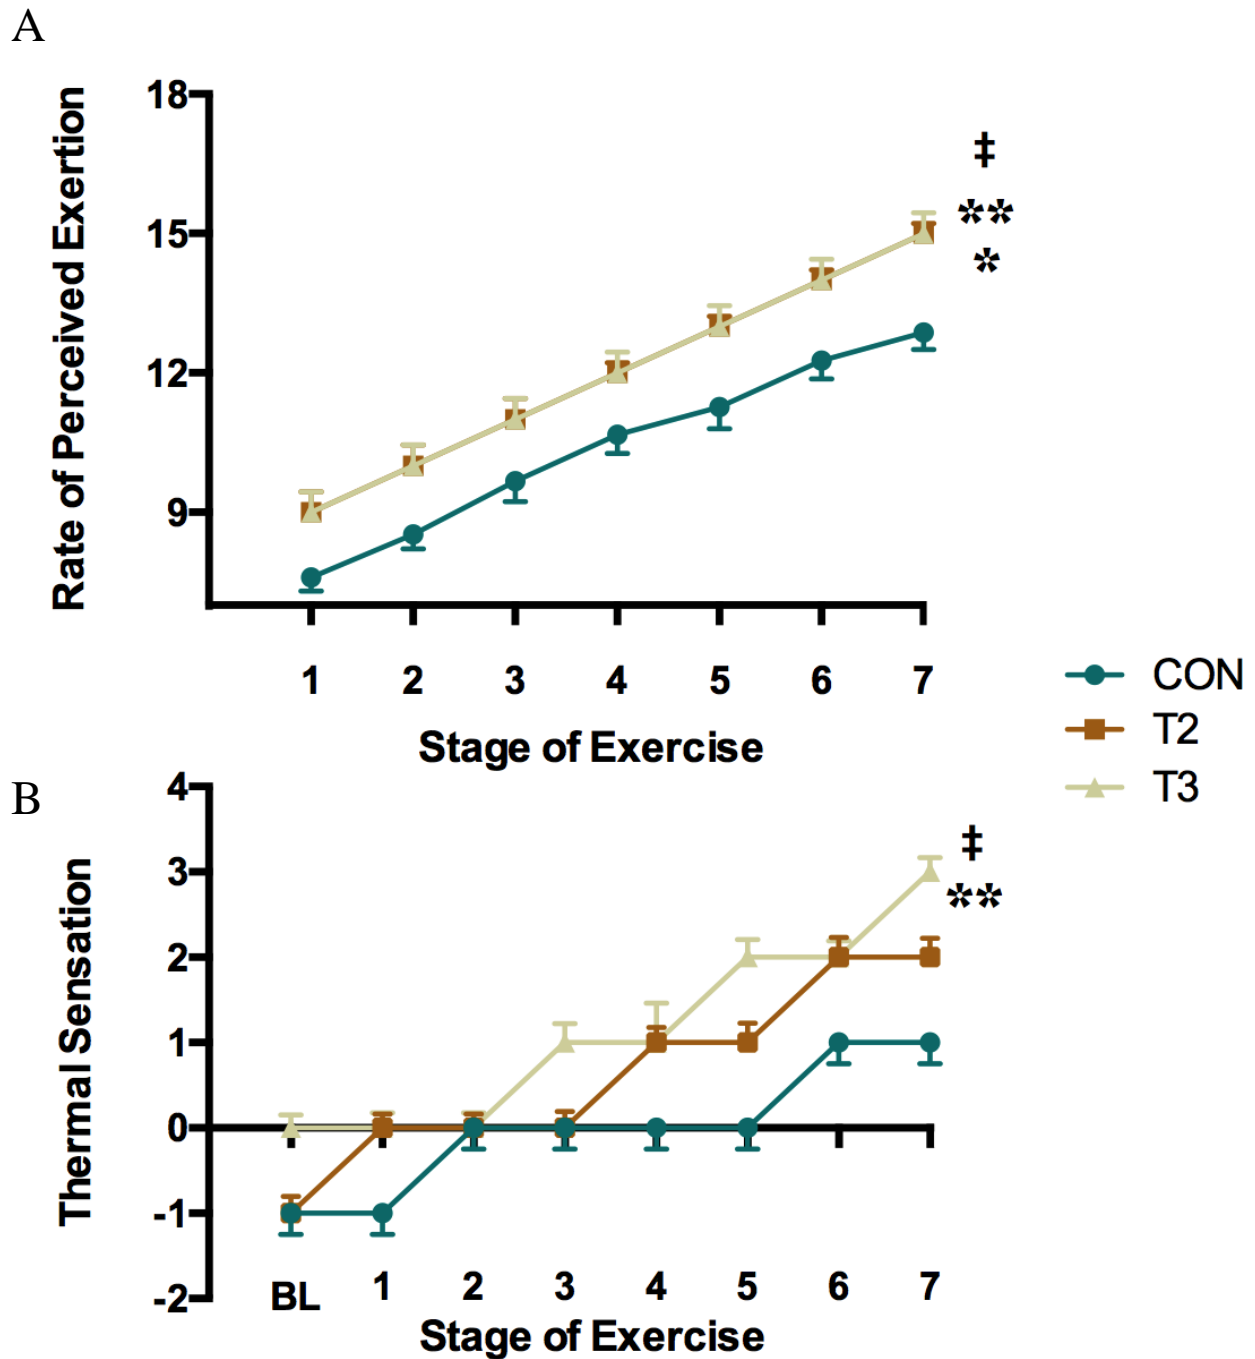 A
Rate of Perceived Exertion
18
15
12
9
‡
**
*
1 2 3 4 5 6 7
Stage of Exercise
CON
T2
T3
B
Thermal Sensation
4
3
2
1
0
-1
-2
‡
**
BL 1 2 3 4 5 6 7
Stage of Exercise